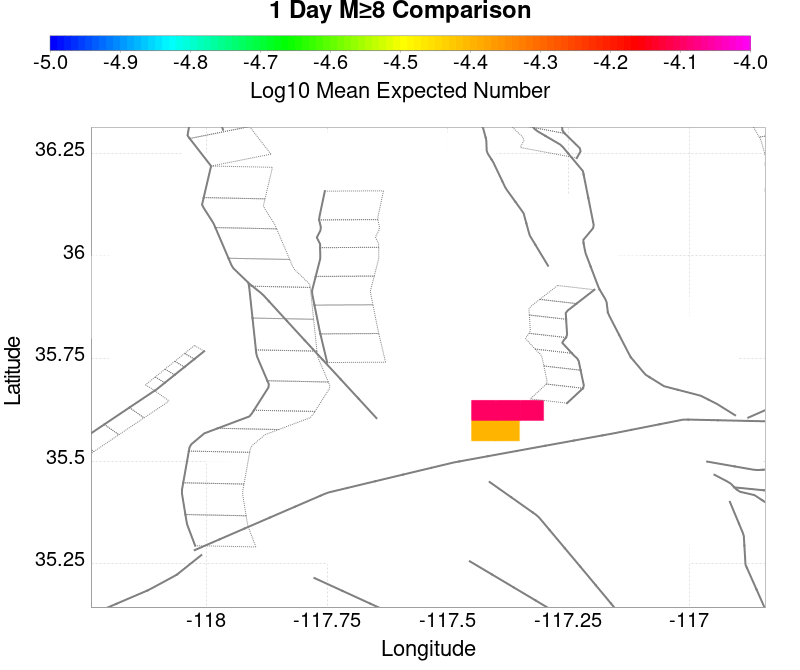 1 Day M≥8 Comparison
-5.0 -4.9 -4.8 -4.7 -4.6 -4.5 -4.4 -4.3 -4.2 -4.1 -4.0
Log10 Mean Expected Number
36.25
36
35.75
35.5
35.25
Latitude
-118 -117.75 -117.5 -117.25 -117
Longitude